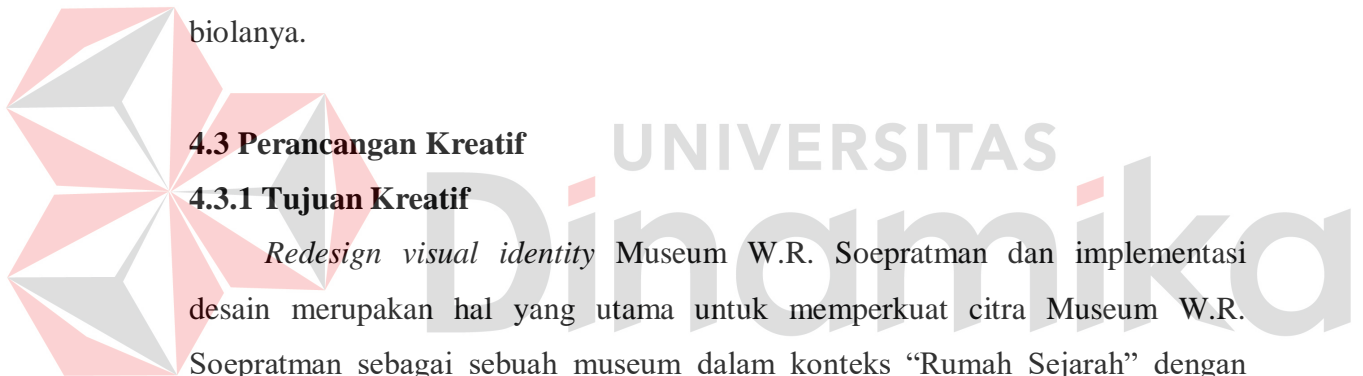 biolanya.
4.3 Perancangan Kreatif
UNIVERSITAS
4.3.1 Tujuan Kreatif
Dinamika
Redesign visual identity Museum W.R. Soepratman dan implementasi
desain merupakan hal yang utama untuk memperkuat citra Museum W.R.
Soepratman sebagai sebuah museum dalam konteks “Rumah Sejarah” dengan